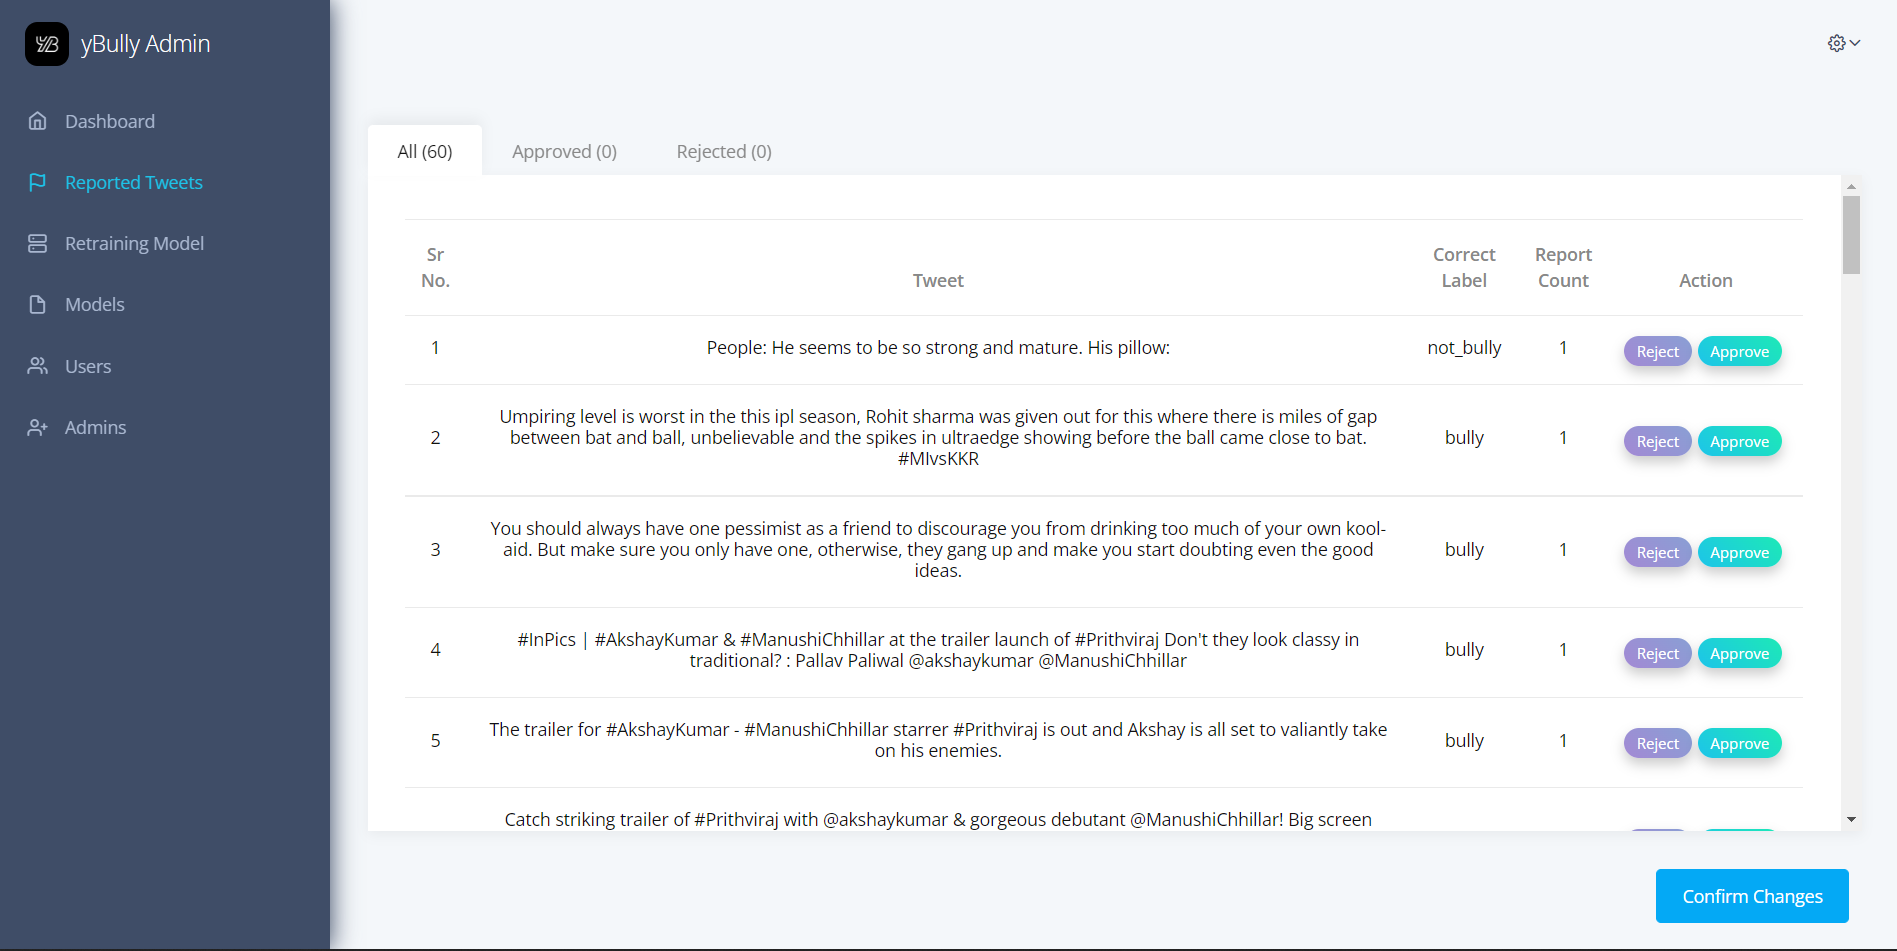 yBully Admin
Dashboard
Reported Tweets
Retraining Model
Models
Users
Admins
All (60)
Approved (0)
Rejected (0)
Sr
No.
Tweet
Correct
Label
Report
Count
Action
1
People: He seems to be so strong and mature. His pillow:
not_bully
1
Reject
Approve
2
Umpiring level is worst in the this ipl season, Rohit sharma was given out for this where there is miles of gap
between bat and ball, unbelievable and the spikes in ultraedge showing before the ball came close to bat.
#MIvsKKR
bully
1
Reject
Approve
3
You should always have one pessimist as a friend to discourage you from drinking too much of your own kool-
aid. But make sure you only have one, otherwise, they gang up and make you start doubting even the good
ideas.
bully
1
Reject
Approve
4
#InPics | #AkshayKumar & #ManushiChhillar at the trailer launch of #Prithviraj Don't they look classy in
traditional? : Pallav Paliwal @akshaykumar @ManushiChhillar
bully
1
Reject
Approve
5
The trailer for #AkshayKumar - #ManushiChhillar starrer #Prithviraj is out and Akshay is all set to valiantly take
on his enemies.
bully
1
Reject
Approve
Catch striking trailer of #Prithviraj with @akshaykumar & gorgeous debutant @ManushiChhillar! Big screen
Confirm Changes